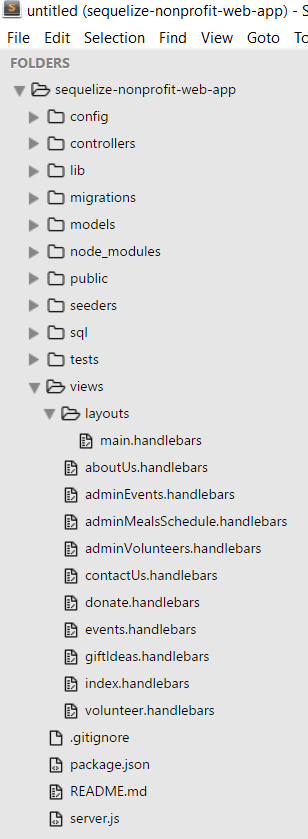 untitled (sequelize-nonprofit-web-app) - S
File Edit Selection Find View Goto To
FOLDERS
sequelize-nonprofit-web-app
config
controllers
lib
migrations
models
node_modules
public
seeders
sql
tests
views
layouts
main.handlebars
aboutUs.handlebars
adminEvents.handlebars
adminMealsSchedule.handlebars
adminVolunteers.handlebars
contactUs.handlebars
donate.handlebars
events.handlebars
giftIdeas.handlebars
index.handlebars
volunteer.handlebars
.gitignore
package.json
README.md
server.js